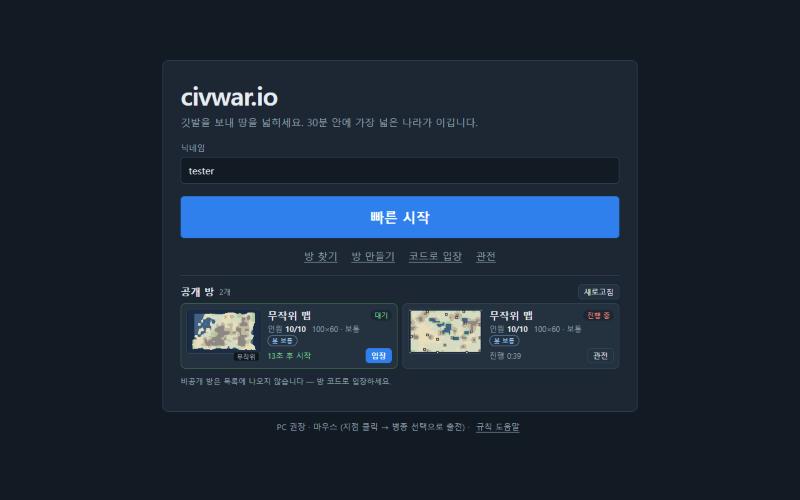 civwar.io
깃발을 보내 땅을 넓히세요. 30분 안에 가장 넓은 나라가 이깁니다.
닉네임
tester
빠른 시작
방 찾기 방 만들기 코드로 입장 관전
공개 방 2개 새로고침
무작위 맵 대기
인원 10/10 100×60 · 보통
봇 보통
무작위
13초 후 시작 입장
무작위 맵 진행 중
인원 10/10 100×60 · 보통
봇 보통
진행 0:39 관전
비공개 방은 목록에 나오지 않습니다 — 방 코드로 입장하세요.
PC 권장 · 마우스 (지점 클릭 → 병종 선택으로 출전) · 규칙 도움말